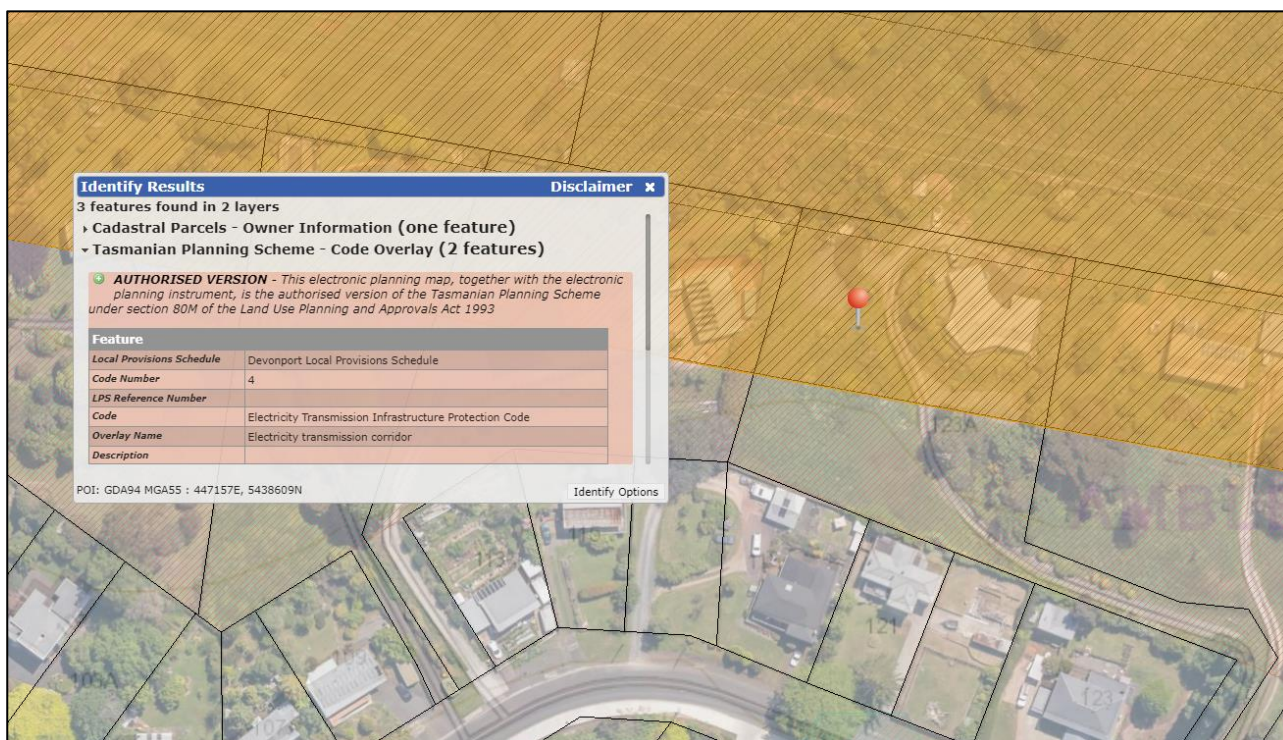 Identify Results Disclaimer ×
3 features found in 2 layers
Cadastral Parcels - Owner Information (one feature)
Tasmanian Planning Scheme - Code Overlay (2 features)
AUTHORISED VERSION - This electronic planning map, together with the electronic
planning instrument, is the authorised version of the Tasmanian Planning Scheme
under section 80M of the Land Use Planning and Approvals Act 1993
Feature
Local Provisions Schedule Devonport Local Provisions Schedule
Code Number 4
LPS Reference Number
Code Electricity Transmission Infrastructure Protection Code
Overlay Name Electricity transmission corridor
Description
POI: GDA94 MGA55 : 447157E, 5438609N Identify Options
123A
121
123